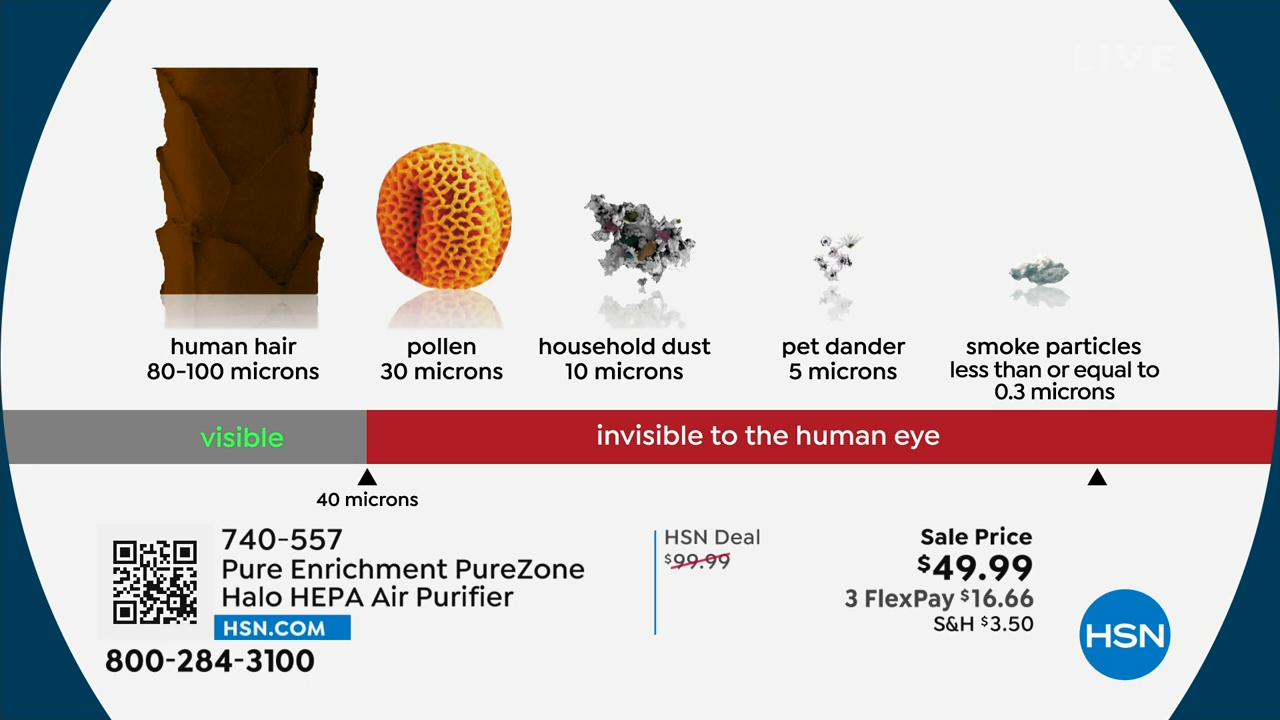 LIVE
human hair
80-100 microns
pollen
30 microns
household dust
10 microns
pet dander
5 microns
smoke particles
less than or equal to
0.3 microns
visible
invisible to the human eye
40 microns
740-557
Pure Enrichment PureZone
Halo HEPA Air Purifier
HSN.COM
800-284-3100
HSN Deal
$99.99
Sale Price
$49.99
3 FlexPay $16.66
S&H $3.50
HSN